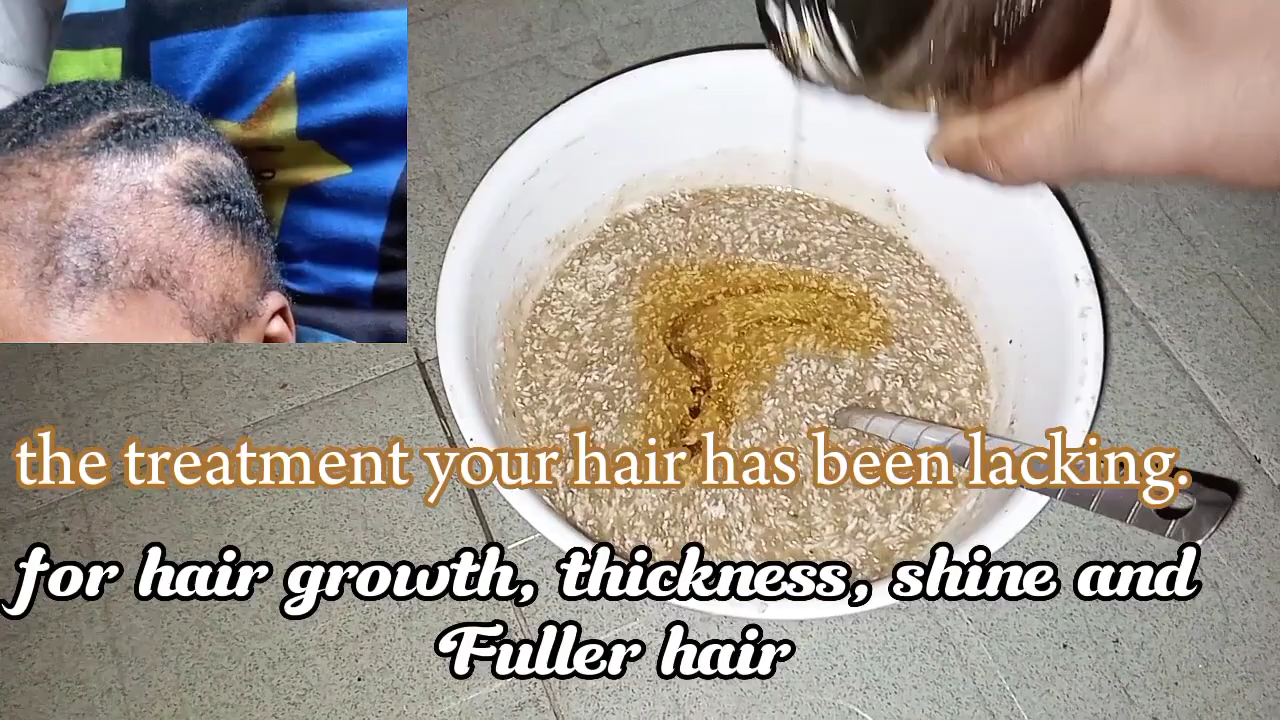 the treatment your hair has been lacking.
for hair growth, thickness, shine and
Fuller hair